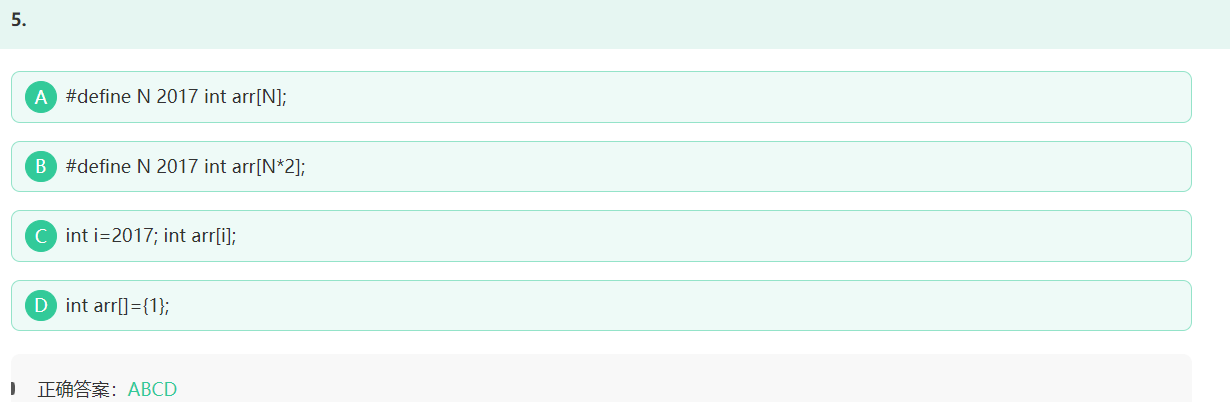 5.
A #define N 2017 int arr[N];
B #define N 2017 int arr[N*2];
C int i=2017; int arr[i];
D int arr[]={1};
正确答案：ABCD